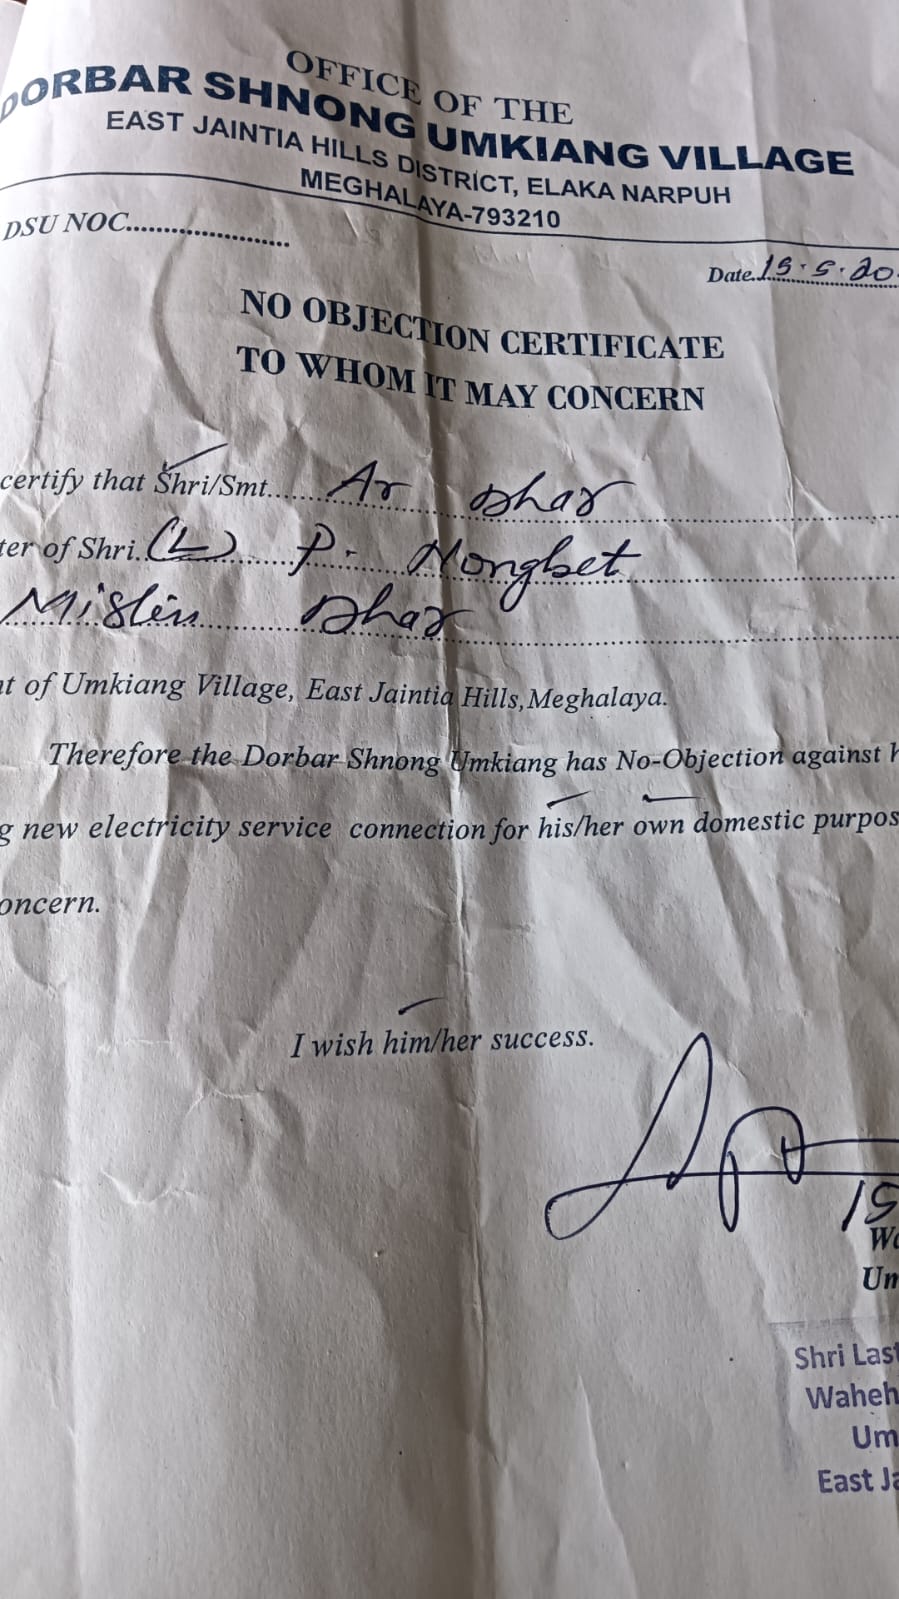 OFFICE OF THE
DORBAR SHNONG UMKIANG VILLAGE
EAST JAINTIA HILLS DISTRICT, ELAKA NARPUH
MEGHALAYA-793210
DSU NOC.......................
Date.15.5.20
NO OBJECTION CERTIFICATE
TO WHOM IT MAY CONCERN
certify that Shri/Smt....... Ar Dhar
ter of Shri. (L) P. Nongbet
Mislin Dhar
t of Umkiang Village, East Jaintia Hills, Meghalaya.
Therefore the Dorbar Shnong Umkiang has No-Objection against h
g new electricity service connection for his/her own domestic purpos
oncern.
I wish him/her success.
15
Wa
Um
Shri Last
Waheh
Um
East Ja